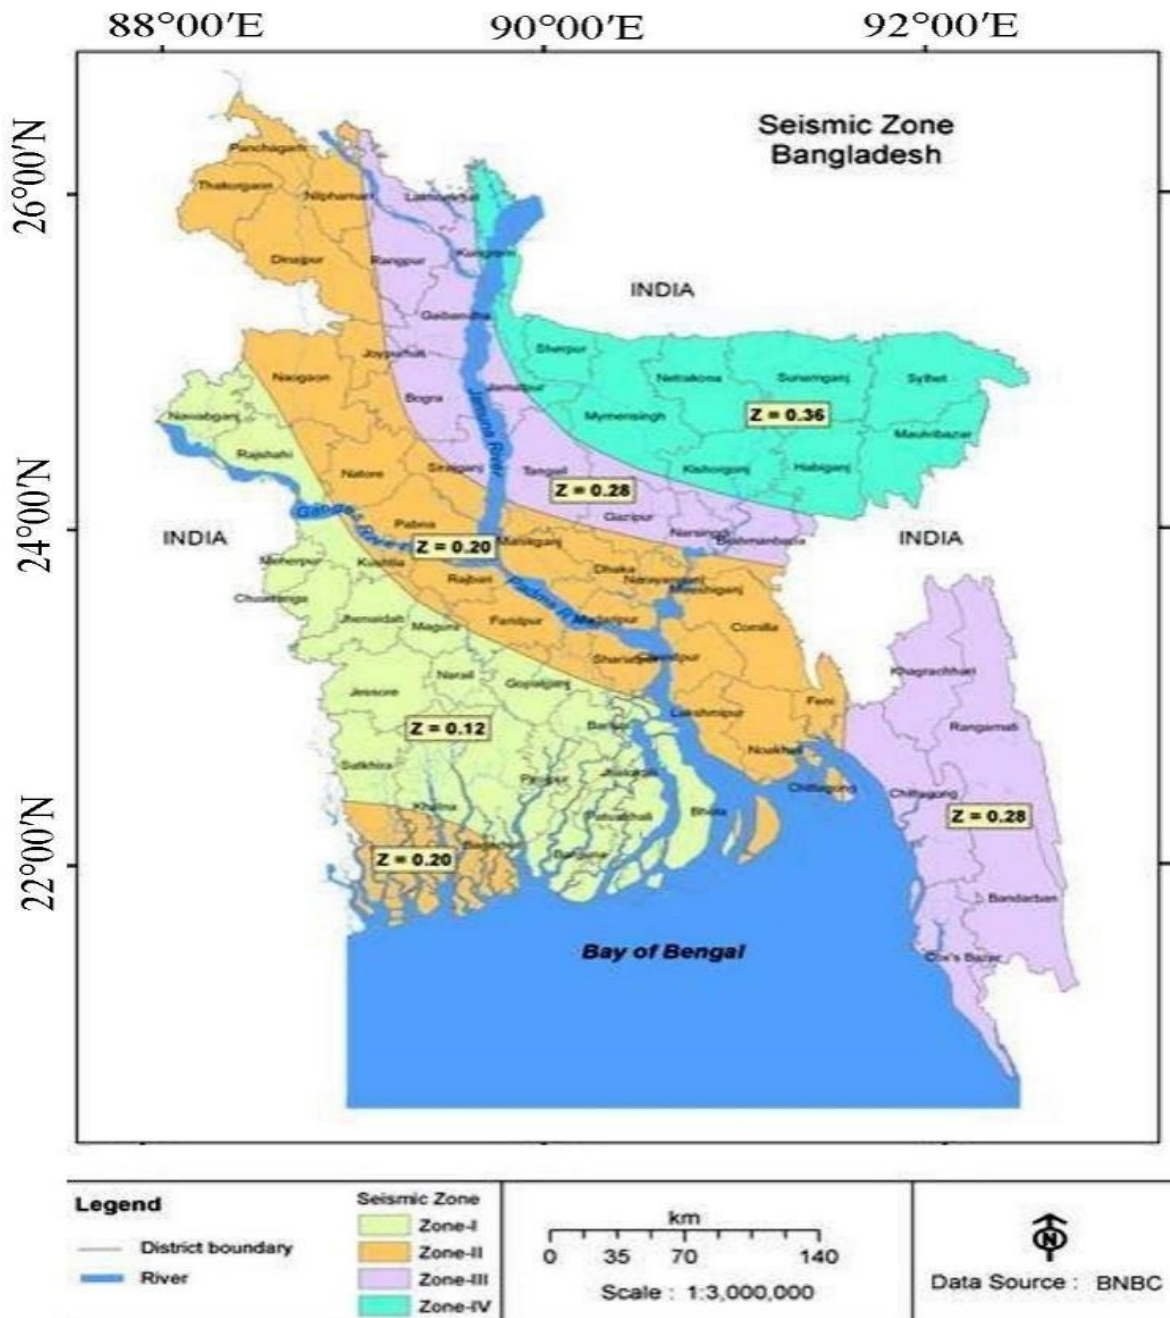 88°00'E 90°00'E 92°00'E
26°00'N
24°00'N
22°00'N
Seismic Zone
Bangladesh
Panchagarh
Thakurgaon
Nilphamari
Lalmonirhat
Kurigram
Dinajpur
Rangpur
INDIA
Gaibandha
Sherpur
Joypurhat
Naogaon
Netrakona
Sunamganj
Sylhet
Jamalpur
Bogra
Nawabganj
Mymensingh
Z = 0.36
Jamuna River
Maulvibazar
Rajshahi
Natore
Sirajganj
Tangail
Kishorganj
Habiganj
Z = 0.28
Ganges River
Gazipur
Pabna
INDIA
Narsingdi
Brahmanbaria
INDIA
Z = 0.20
Manikganj
Meherpur
Kushtia
Dhaka
Rajbari
Narayanganj
Munshiganj
Padma
Chuadanga
Jhenaidah
Magura
Faridpur
Madaripur
Comilla
Shariatpur
Chandpur
Khagrachhari
Narail
Gopalganj
Jessore
Feni
Lakshmipur
Rangamati
Z = 0.12
Barisal
Noakhali
Satkhira
Pirojpur
Jhalokati
Chittagong
Chittagong
Khulna
Patuakhali
Bhola
Z = 0.28
Bagerhat
Barguna
Z = 0.20
Bandarban
Bay of Bengal
Cox's Bazar
Legend
District boundary
River
Seismic Zone
Zone-I
Zone-II
Zone-III
Zone-IV
km
0 35 70 140
Scale : 1:3,000,000
N
Data Source : BNBC